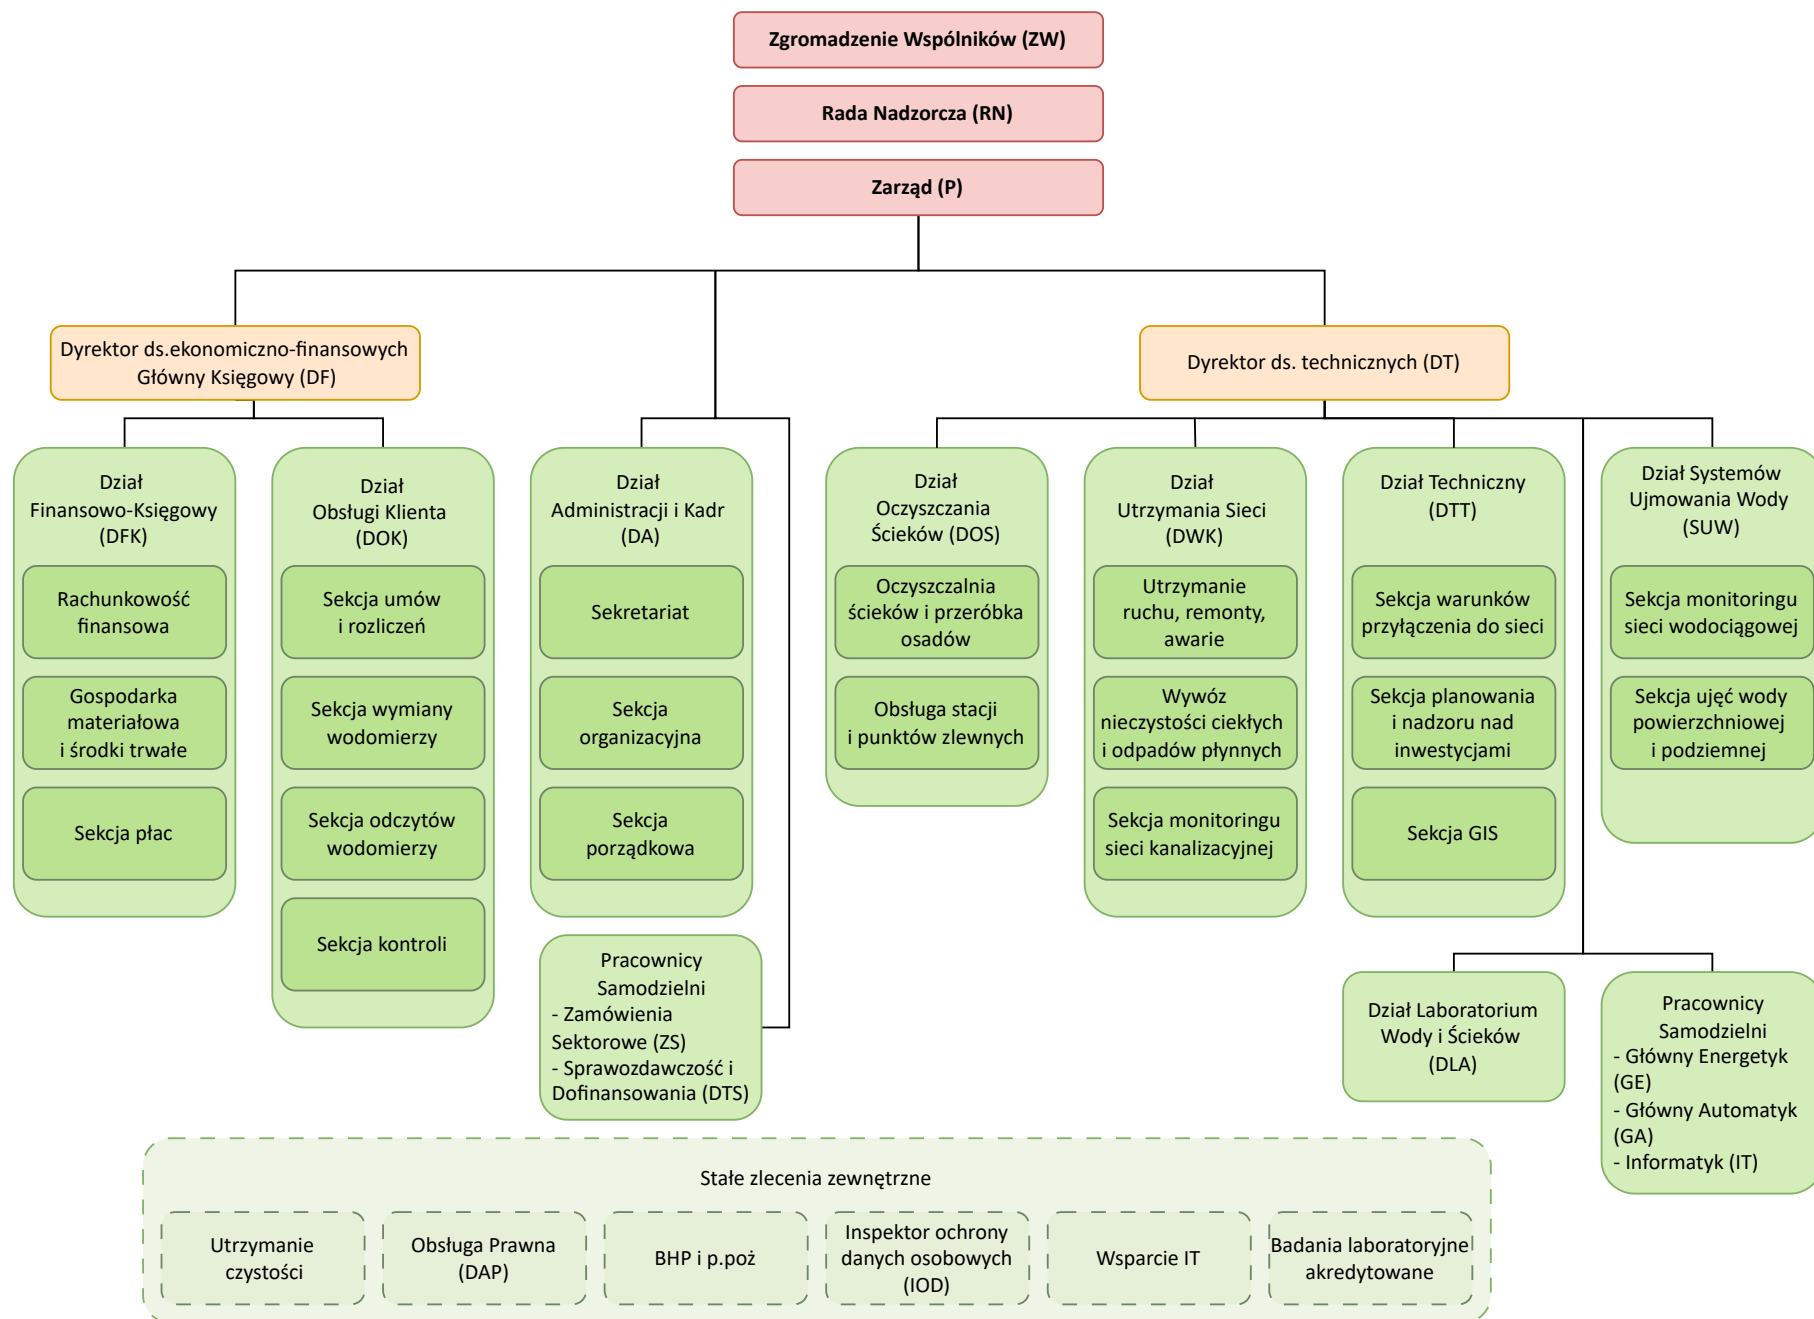 Zgromadzenie Wspólników (ZW)
Rada Nadzorcza (RN)
Zarząd (P)
Dyrektor ds.ekonomiczno-finansowych
Główny Księgowy (DF)
Dyrektor ds. technicznych (DT)
Dział
Finansowo-Księgowy
(DFK)
Rachunkowość
finansowa
Gospodarka
materiałowa
i środki trwałe
Sekcja płac
Dział
Obsługi Klienta
(DOK)
Sekcja umów
i rozliczeń
Sekcja wymiany
wodomierzy
Sekcja odczytów
wodomierzy
Sekcja kontroli
Dział
Administracji i Kadr
(DA)
Sekretariat
Sekcja
organizacyjna
Sekcja
porządkowa
Pracownicy
Samodzielni
- Zamówienia
Sektorowe (ZS)
- Sprawozdawczość i
Dofinansowania (DTS)
Dział
Oczyszczania
Ścieków (DOS)
Oczyszczalnia
ścieków i przeróbka
osadów
Obsługa stacji
i punktów zlewnych
Dział
Utrzymania Sieci
(DWK)
Utrzymanie
ruchu, remonty,
awarie
Wywóz
nieczystości ciekłych
i odpadów płynnych
Sekcja monitoringu
sieci kanalizacyjnej
Dział Techniczny
(DTT)
Sekcja warunków
przyłączenia do sieci
Sekcja planowania
i nadzoru nad
inwestycjami
Sekcja GIS
Dział Systemów
Ujmowania Wody
(SUW)
Sekcja monitoringu
sieci wodociągowej
Sekcja ujęć wody
powierzchniowej
i podziemnej
Dział Laboratorium
Wody i Ścieków
(DLA)
Pracownicy
Samodzielni
- Główny Energetyk
(GE)
- Główny Automatyk
(GA)
- Informatyk (IT)
Stałe zlecenia zewnętrzne
Utrzymanie
czystości
Obsługa Prawna
(DAP)
BHP i p.poż
Inspektor ochrony
danych osobowych
(IOD)
Wsparcie IT
Badania laboratoryjne
akredytowane